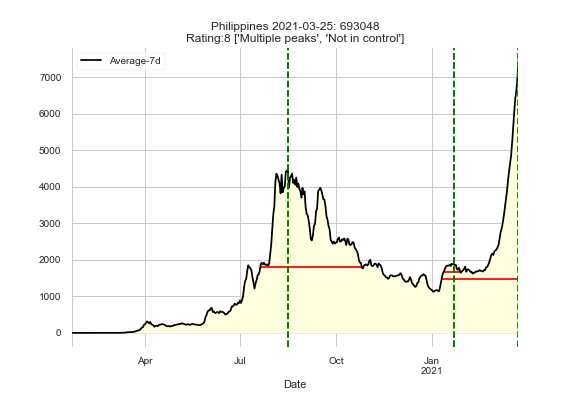 Philippines 2021-03-25: 693048
Rating:8 ['Multiple peaks', 'Not in control']
Average-7d
7000
6000
5000
4000
3000
2000
1000
0
Apr
Jul
Oct
Jan
2021
Date